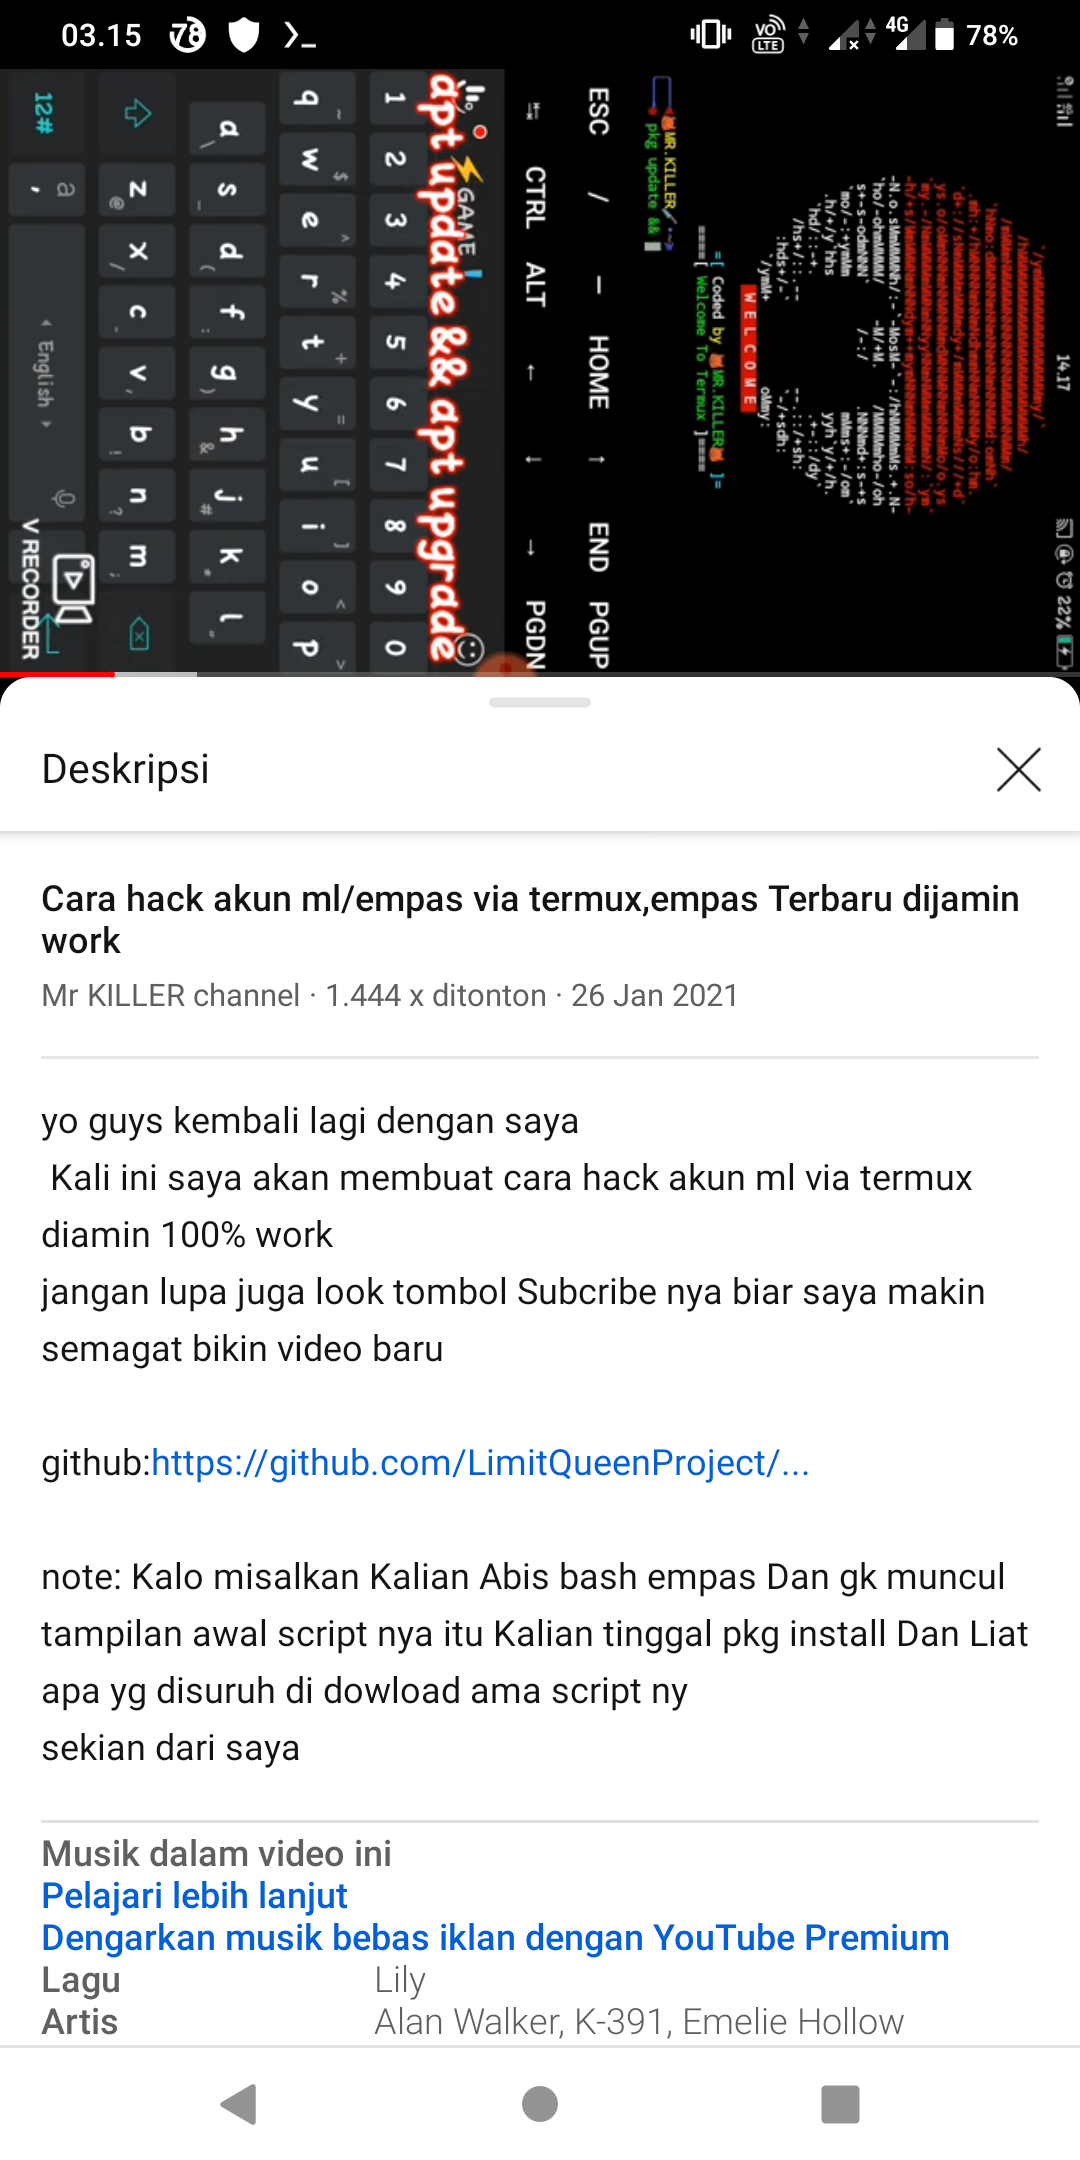 03.15
78
VO LTE
4G
78%
14.17
22%
W E L C O M E
=[ Coded by MR.KILLER ]=
====[ Welcome To Termux ]====
MR.KILLER
pkg update &&
ESC / — HOME ↑ END PGUP
CTRL ALT ← ↓ → PGDN
GAME
apt update && apt upgrade
1 2 3 4 5 6 7 8 9 0
q w e r t y u i o p
a s d f g h j k l
z x c v b n m
12# , English
V RECORDER
Deskripsi
Cara hack akun ml/empas via termux,empas Terbaru dijamin
work
Mr KILLER channel · 1.444 x ditonton · 26 Jan 2021
yo guys kembali lagi dengan saya
Kali ini saya akan membuat cara hack akun ml via termux
diamin 100% work
jangan lupa juga look tombol Subcribe nya biar saya makin
semagat bikin video baru
github:https://github.com/LimitQueenProject/...
note: Kalo misalkan Kalian Abis bash empas Dan gk muncul
tampilan awal script nya itu Kalian tinggal pkg install Dan Liat
apa yg disuruh di dowload ama script ny
sekian dari saya
Musik dalam video ini
Pelajari lebih lanjut
Dengarkan musik bebas iklan dengan YouTube Premium
Lagu Lily
Artis Alan Walker, K-391, Emelie Hollow